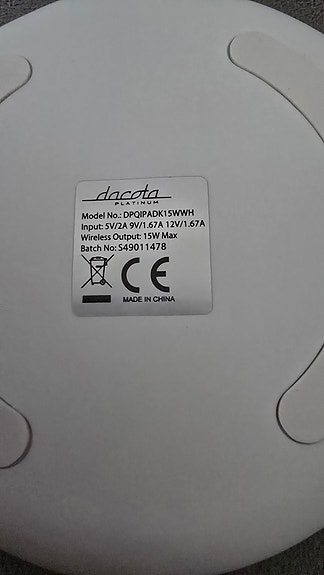 dacota
PLATINUM
Model No.: DPQIPADK15WWH
Input: 5V/2A 9V/1.67A 12V/1.67A
Wireless Output: 15W Max
Batch No: S49011478
CE
MADE IN CHINA